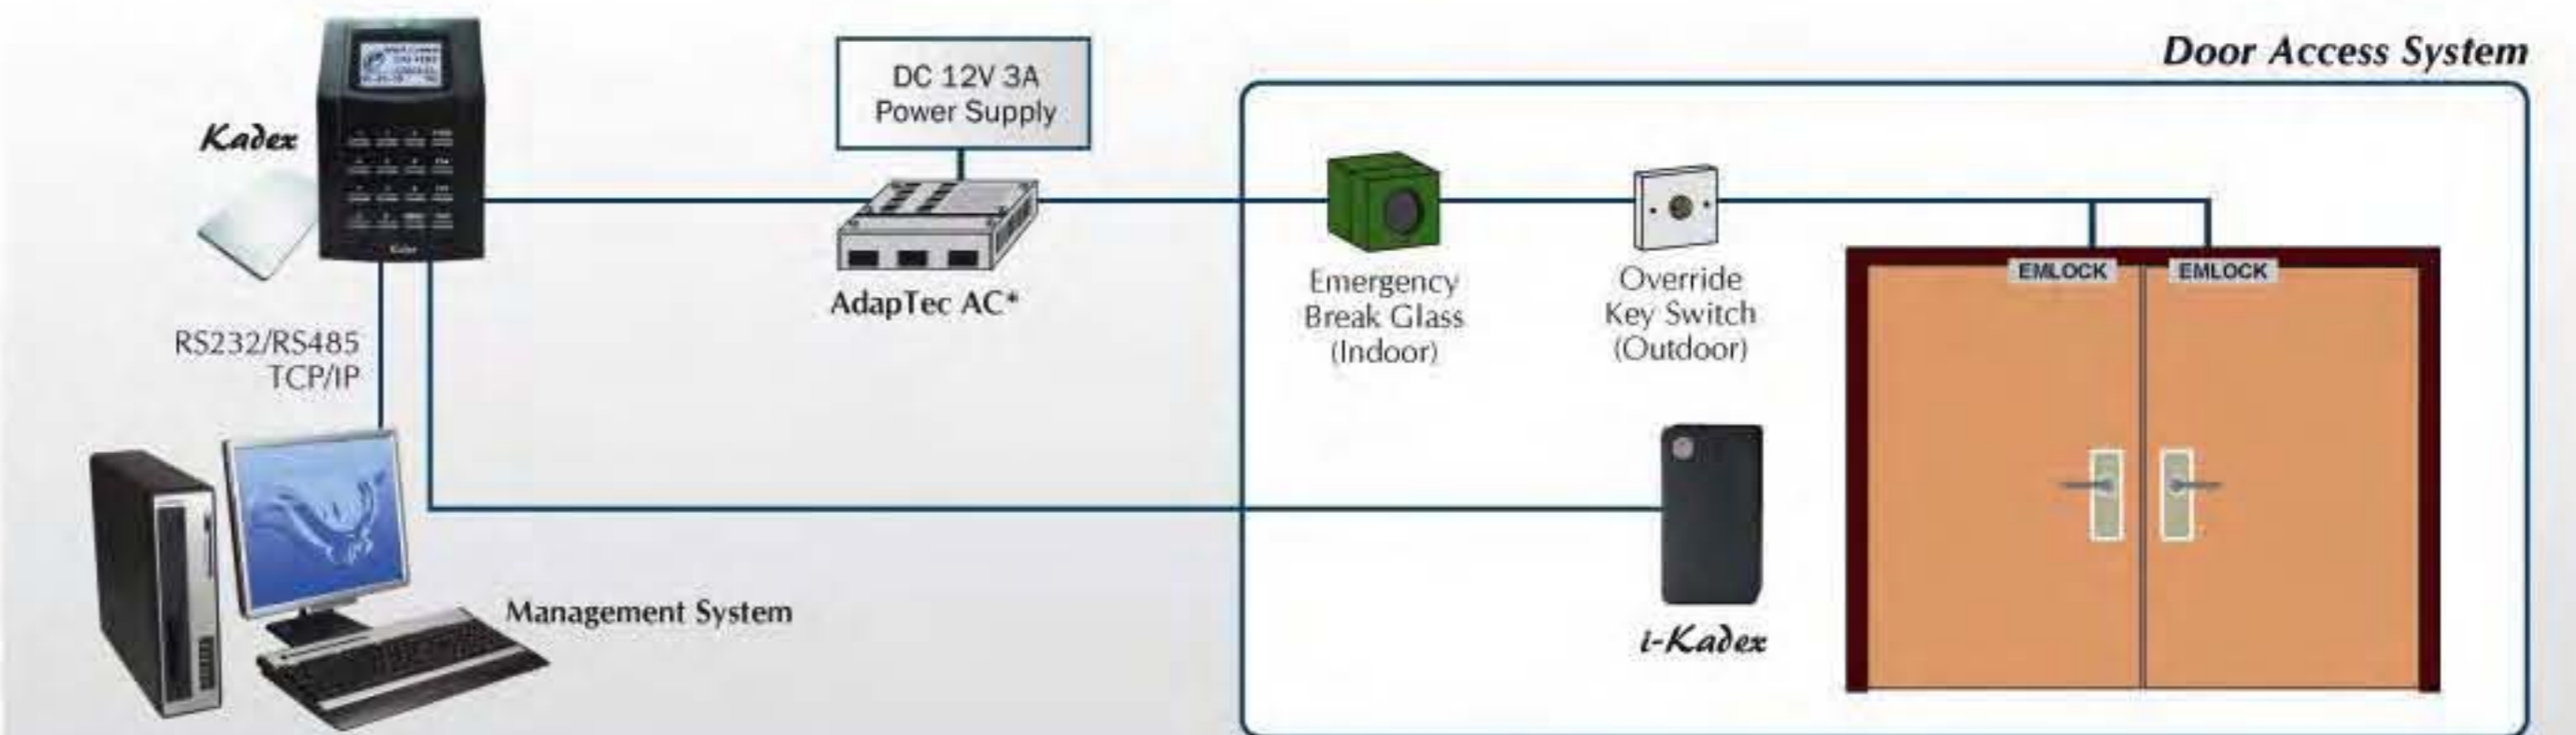 Door Access System
DC 12V 3A
Power Supply
Kadex
AdapTec AC*
Emergency
Break Glass
(Indoor)
Override
Key Switch
(Outdoor)
EMLOCK
EMLOCK
RS232/RS485
TCP/IP
Management System
i-Kadex